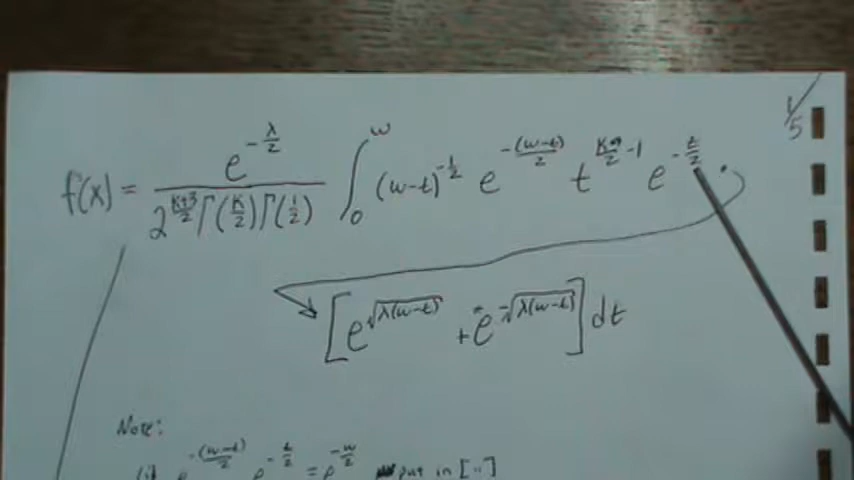 1/5
f(x) = e^{-λ/2} / (2^{(K+3)/2} Γ(K/2) Γ(1/2)) ∫_0^w (w-t)^{-1/2} e^{-(w-t)/2} t^{K/2 -1} e^{-t/2} ·
[e^{√(λ(w-t))} + e^{-√(λ(w-t))}] dt
Note:
e^{-(w-t)/2} e^{-t/2} = e^{-w/2} put in [..]